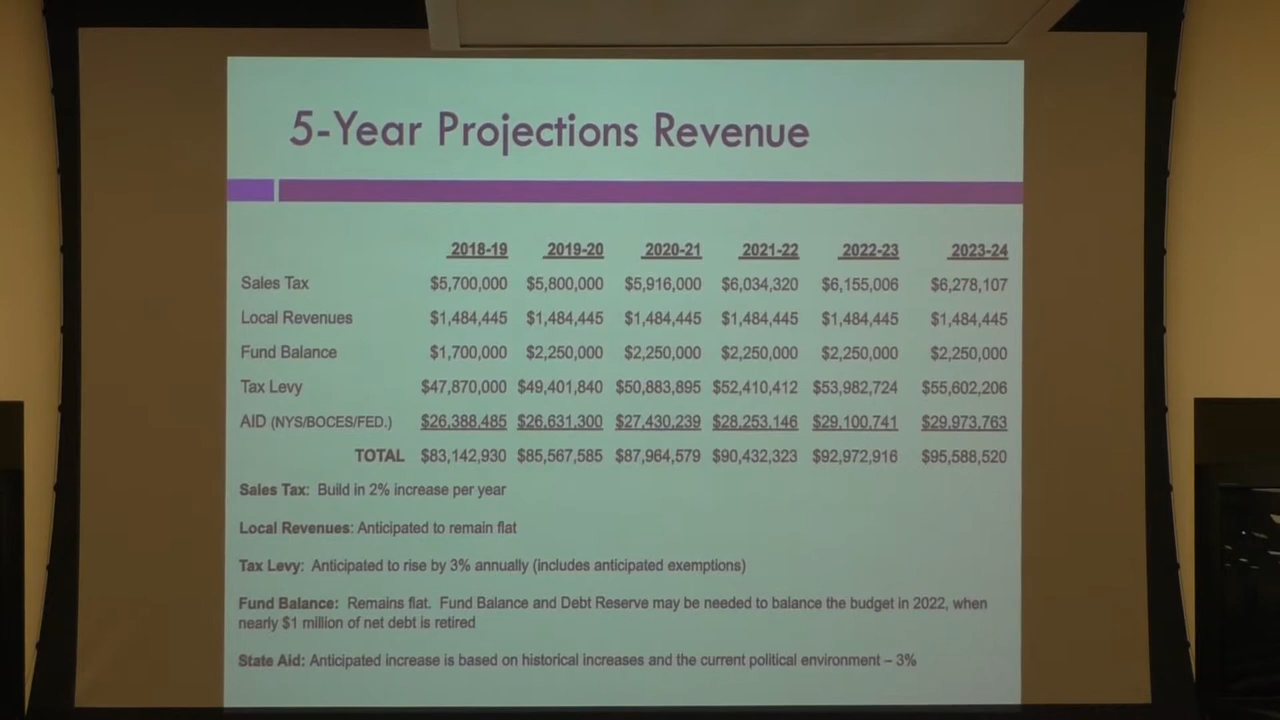 5-Year Projections Revenue
2018-19 2019-20 2020-21 2021-22 2022-23 2023-24
Sales Tax $5,700,000 $5,800,000 $5,916,000 $6,034,320 $6,155,006 $6,278,107
Local Revenues $1,484,445 $1,484,445 $1,484,445 $1,484,445 $1,484,445 $1,484,445
Fund Balance $1,700,000 $2,250,000 $2,250,000 $2,250,000 $2,250,000 $2,250,000
Tax Levy $47,870,000 $49,401,840 $50,883,895 $52,410,412 $53,982,724 $55,602,206
AID (NYS/BOCES/FED.) $26,388,485 $26,631,300 $27,430,239 $28,253,146 $29,100,741 $29,973,763
TOTAL $83,142,930 $85,567,585 $87,964,579 $90,432,323 $92,972,916 $95,588,520
Sales Tax: Build in 2% increase per year
Local Revenues: Anticipated to remain flat
Tax Levy: Anticipated to rise by 3% annually (includes anticipated exemptions)
Fund Balance: Remains flat. Fund Balance and Debt Reserve may be needed to balance the budget in 2022, when
nearly $1 million of net debt is retired
State Aid: Anticipated increase is based on historical increases and the current political environment – 3%